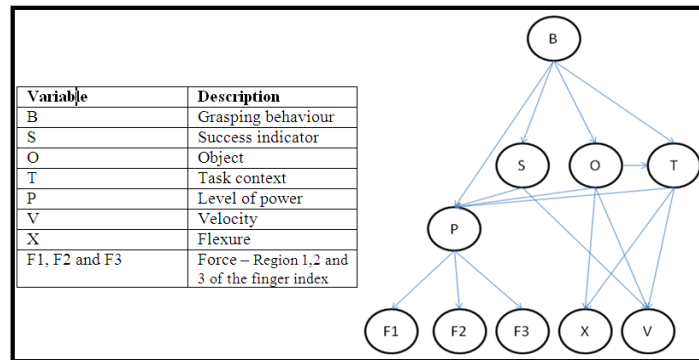 Variable Description
B Grasping behaviour
S Success indicator
O Object
T Task context
P Level of power
V Velocity
X Flexure
F1, F2 and F3 Force – Region 1,2 and
3 of the finger index
B
S O T
P
F1 F2 F3 X V